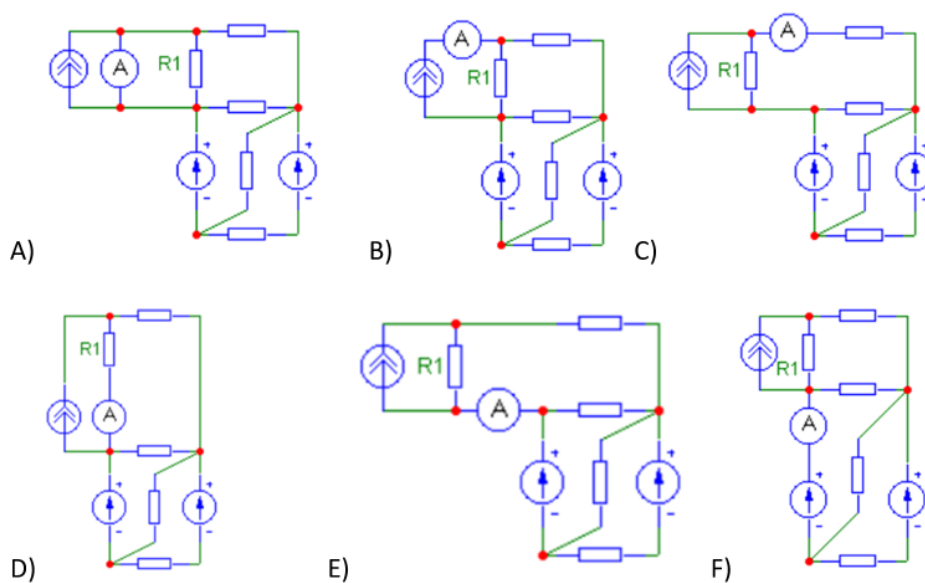 A
R1
+
+
-
-
A)
A
R1
+
+
-
-
B)
A
R1
+
+
-
-
C)
R1
A
+
+
-
-
D)
R1
A
+
+
-
-
E)
R1
A
+
+
-
-
F)